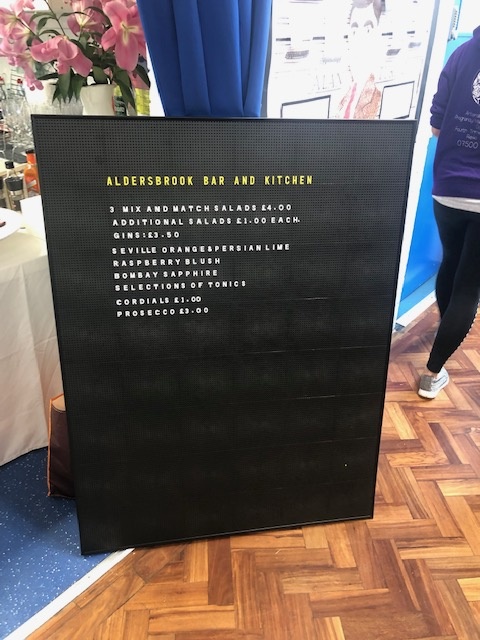 ALDERSBROOK BAR AND KITCHEN
3 MIX AND MATCH SALADS £4.00
ADDITIONAL SALADS £1.00 EACH.
GINS:£3.50
SEVILLE ORANGE&PERSIAN LIME
RASPBERRY BLUSH
BOMBAY SAPPHIRE
SELECTIONS OF TONICS
CORDIALS £1.00
PROSECCO £3.00
07500